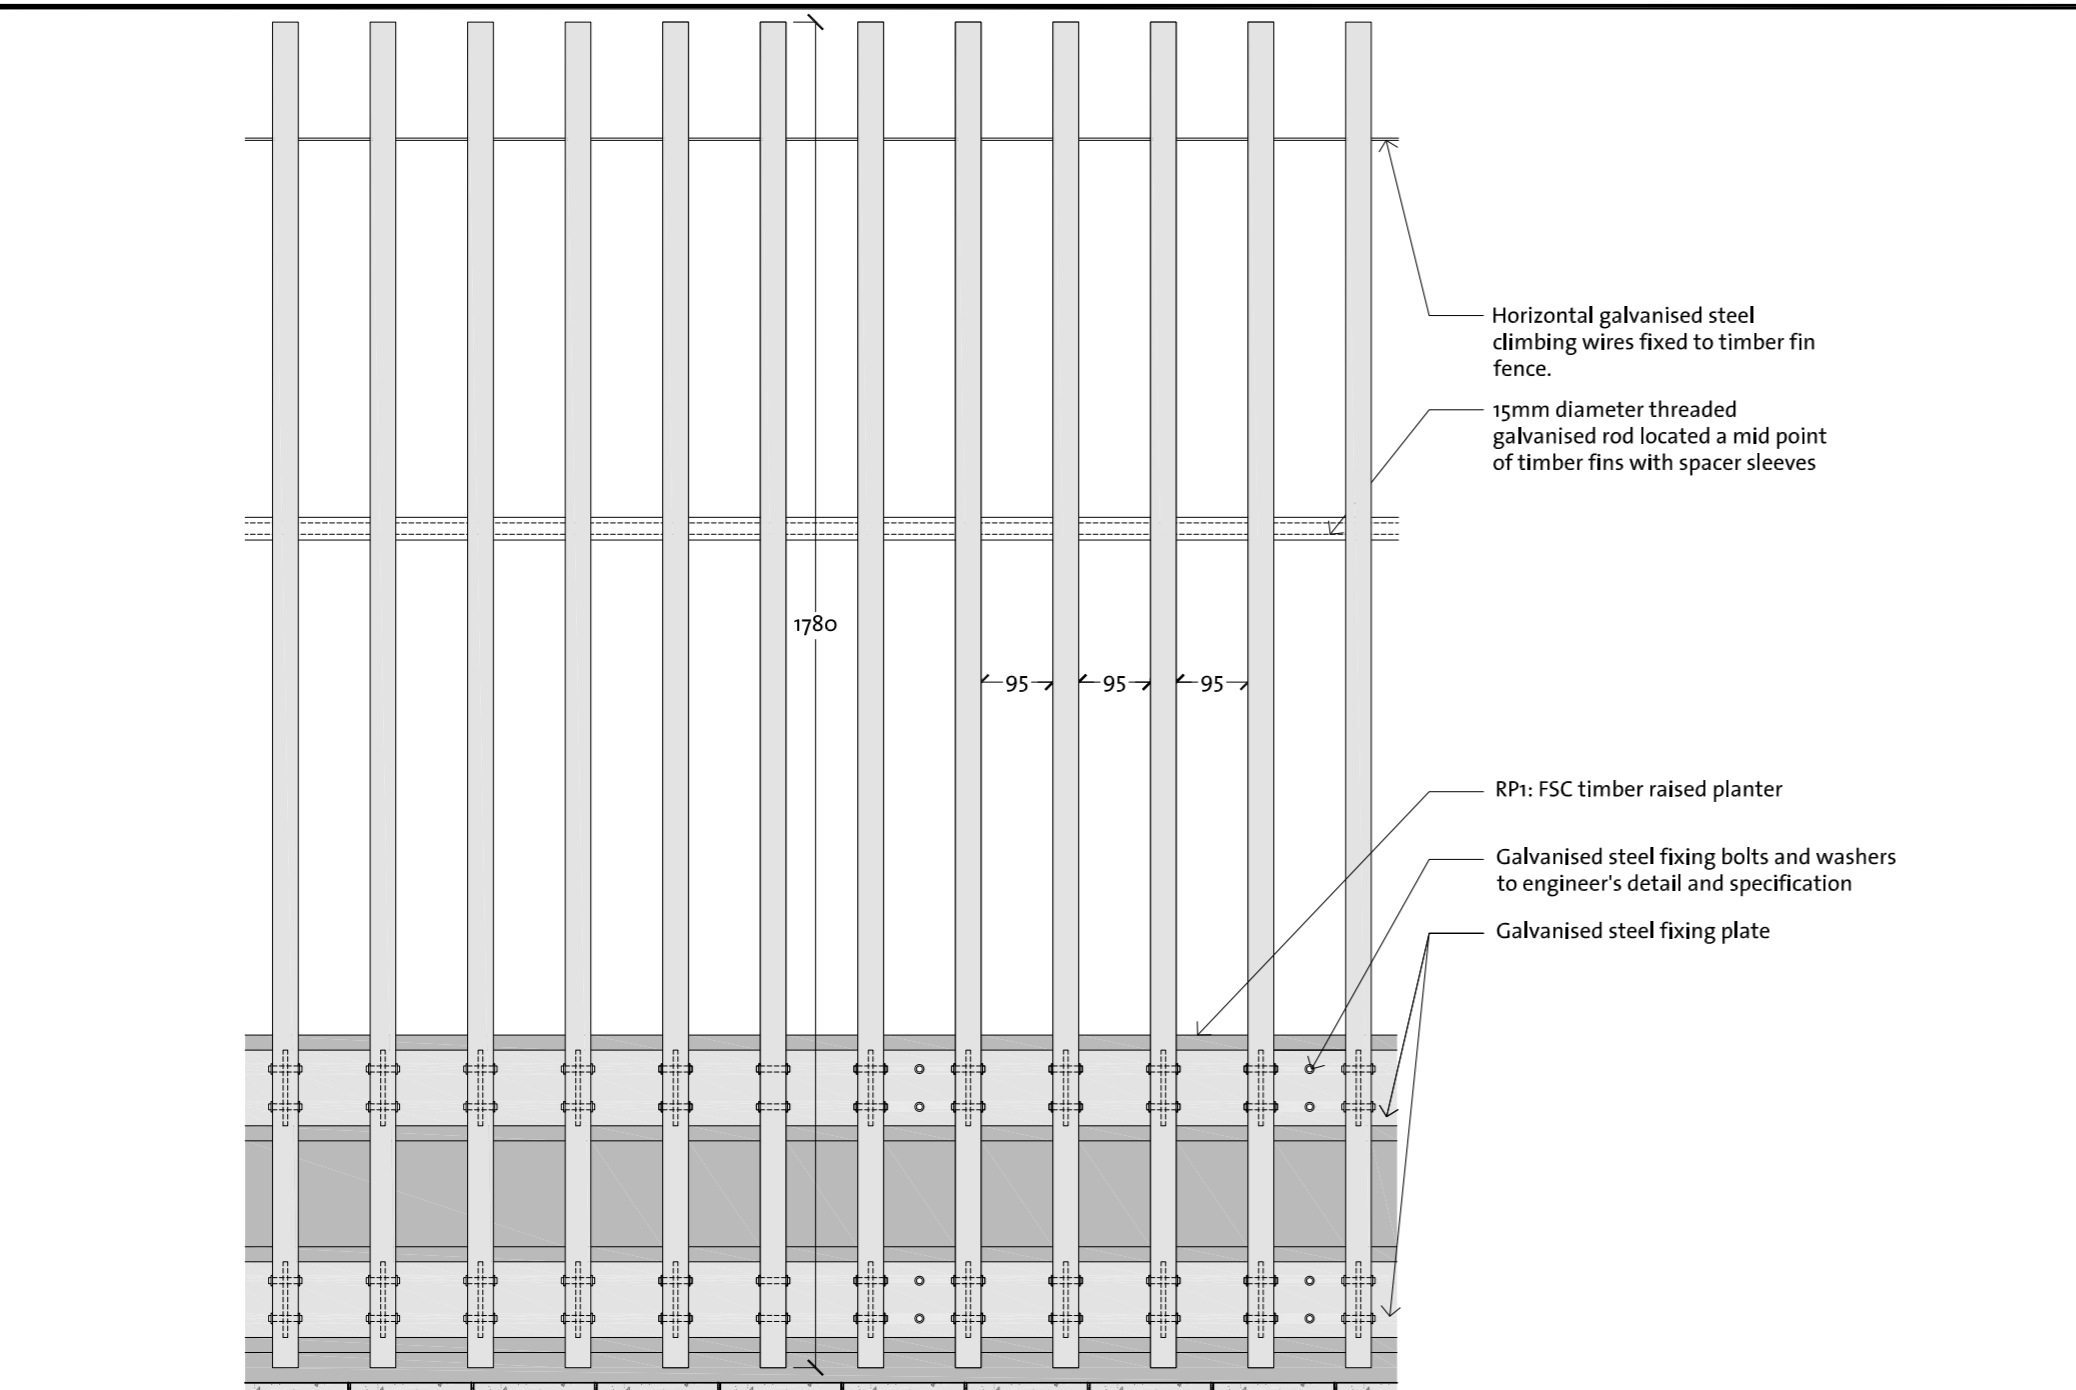 Horizontal galvanised steel
climbing wires fixed to timber fin
fence.
15mm diameter threaded
galvanised rod located a mid point
of timber fins with spacer sleeves
1780
95 95 95
RP1: FSC timber raised planter
Galvanised steel fixing bolts and washers
to engineer's detail and specification
Galvanised steel fixing plate